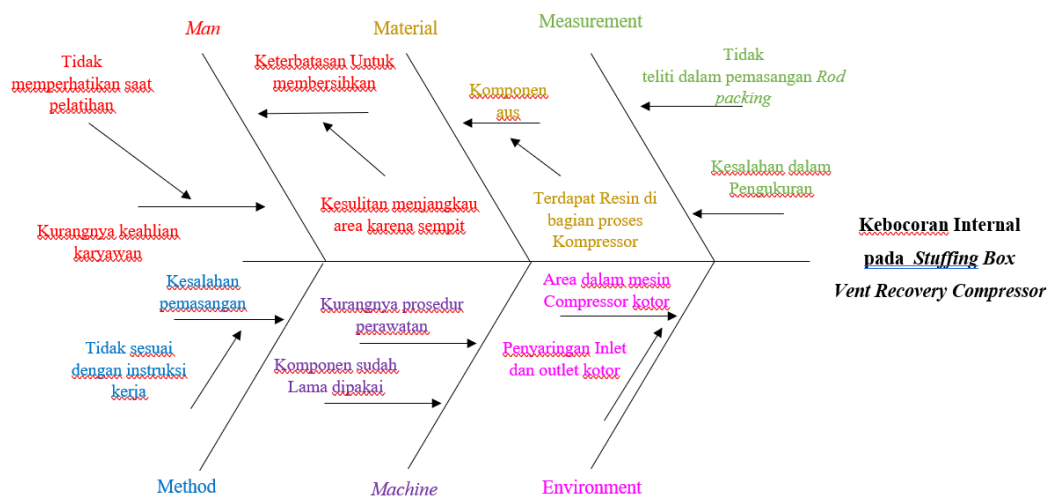 Man
Material
Measurement
Tidak
memperhatikan saat
pelatihan
Keterbatasan Untuk
membersihkan
Komponen
aus
Tidak
teliti dalam pemasangan Rod
packing
Kurangnya keahlian
karyawan
Kesulitan menjangkau
area karena sempit
Terdapat Resin di
bagian proses
Kompressor
Kesalahan dalam
Pengukuran
Kebocoran Internal
pada Stuffing Box
Vent Recovery Compressor
Kesalahan
pemasangan
Tidak sesuai
dengan instruksi
kerja
Kurangnya prosedur
perawatan
Komponen sudah
Lama dipakai
Area dalam mesin
Compressor kotor
Penyaringan Inlet
dan outlet kotor
Method
Machine
Environment